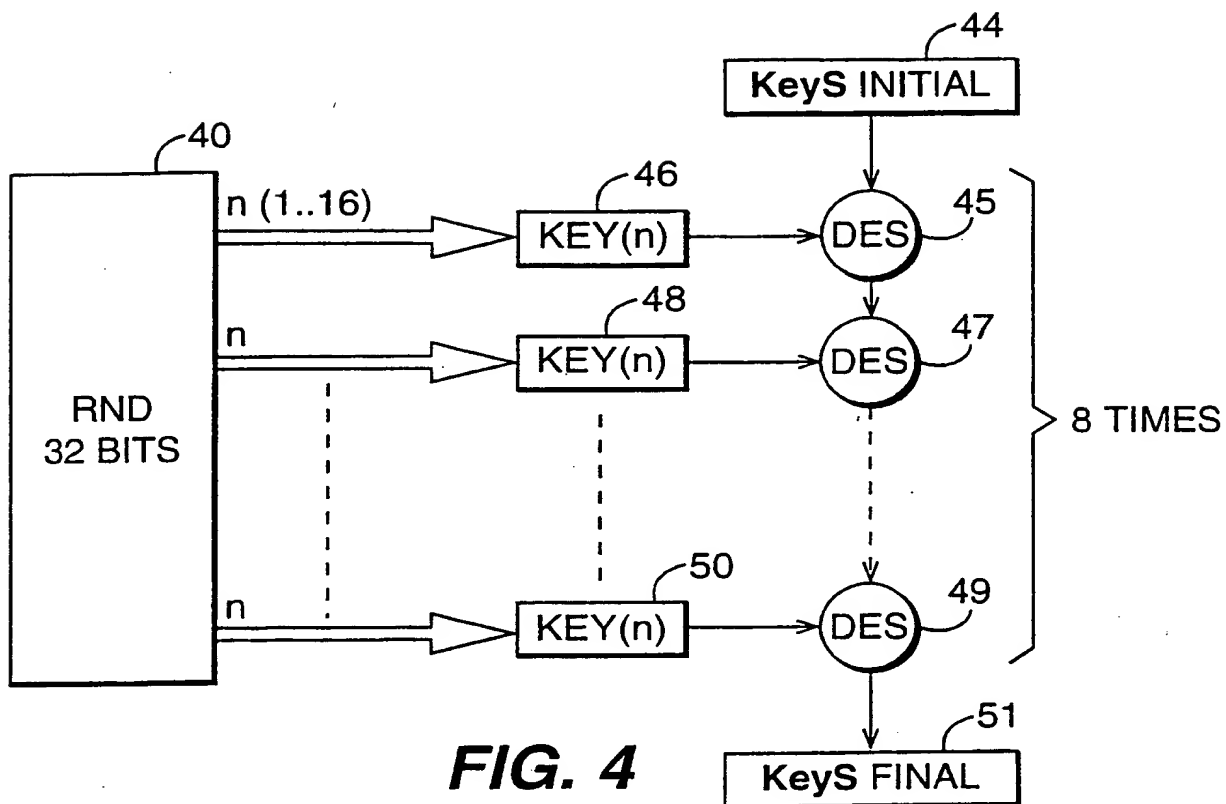 44
KeyS INITIAL
40
n (1..16)
46
KEY(n)
DES
45
n
48
KEY(n)
DES
47
RND
32 BITS
8 TIMES
n
50
KEY(n)
DES
49
51
KeyS FINAL
FIG. 4